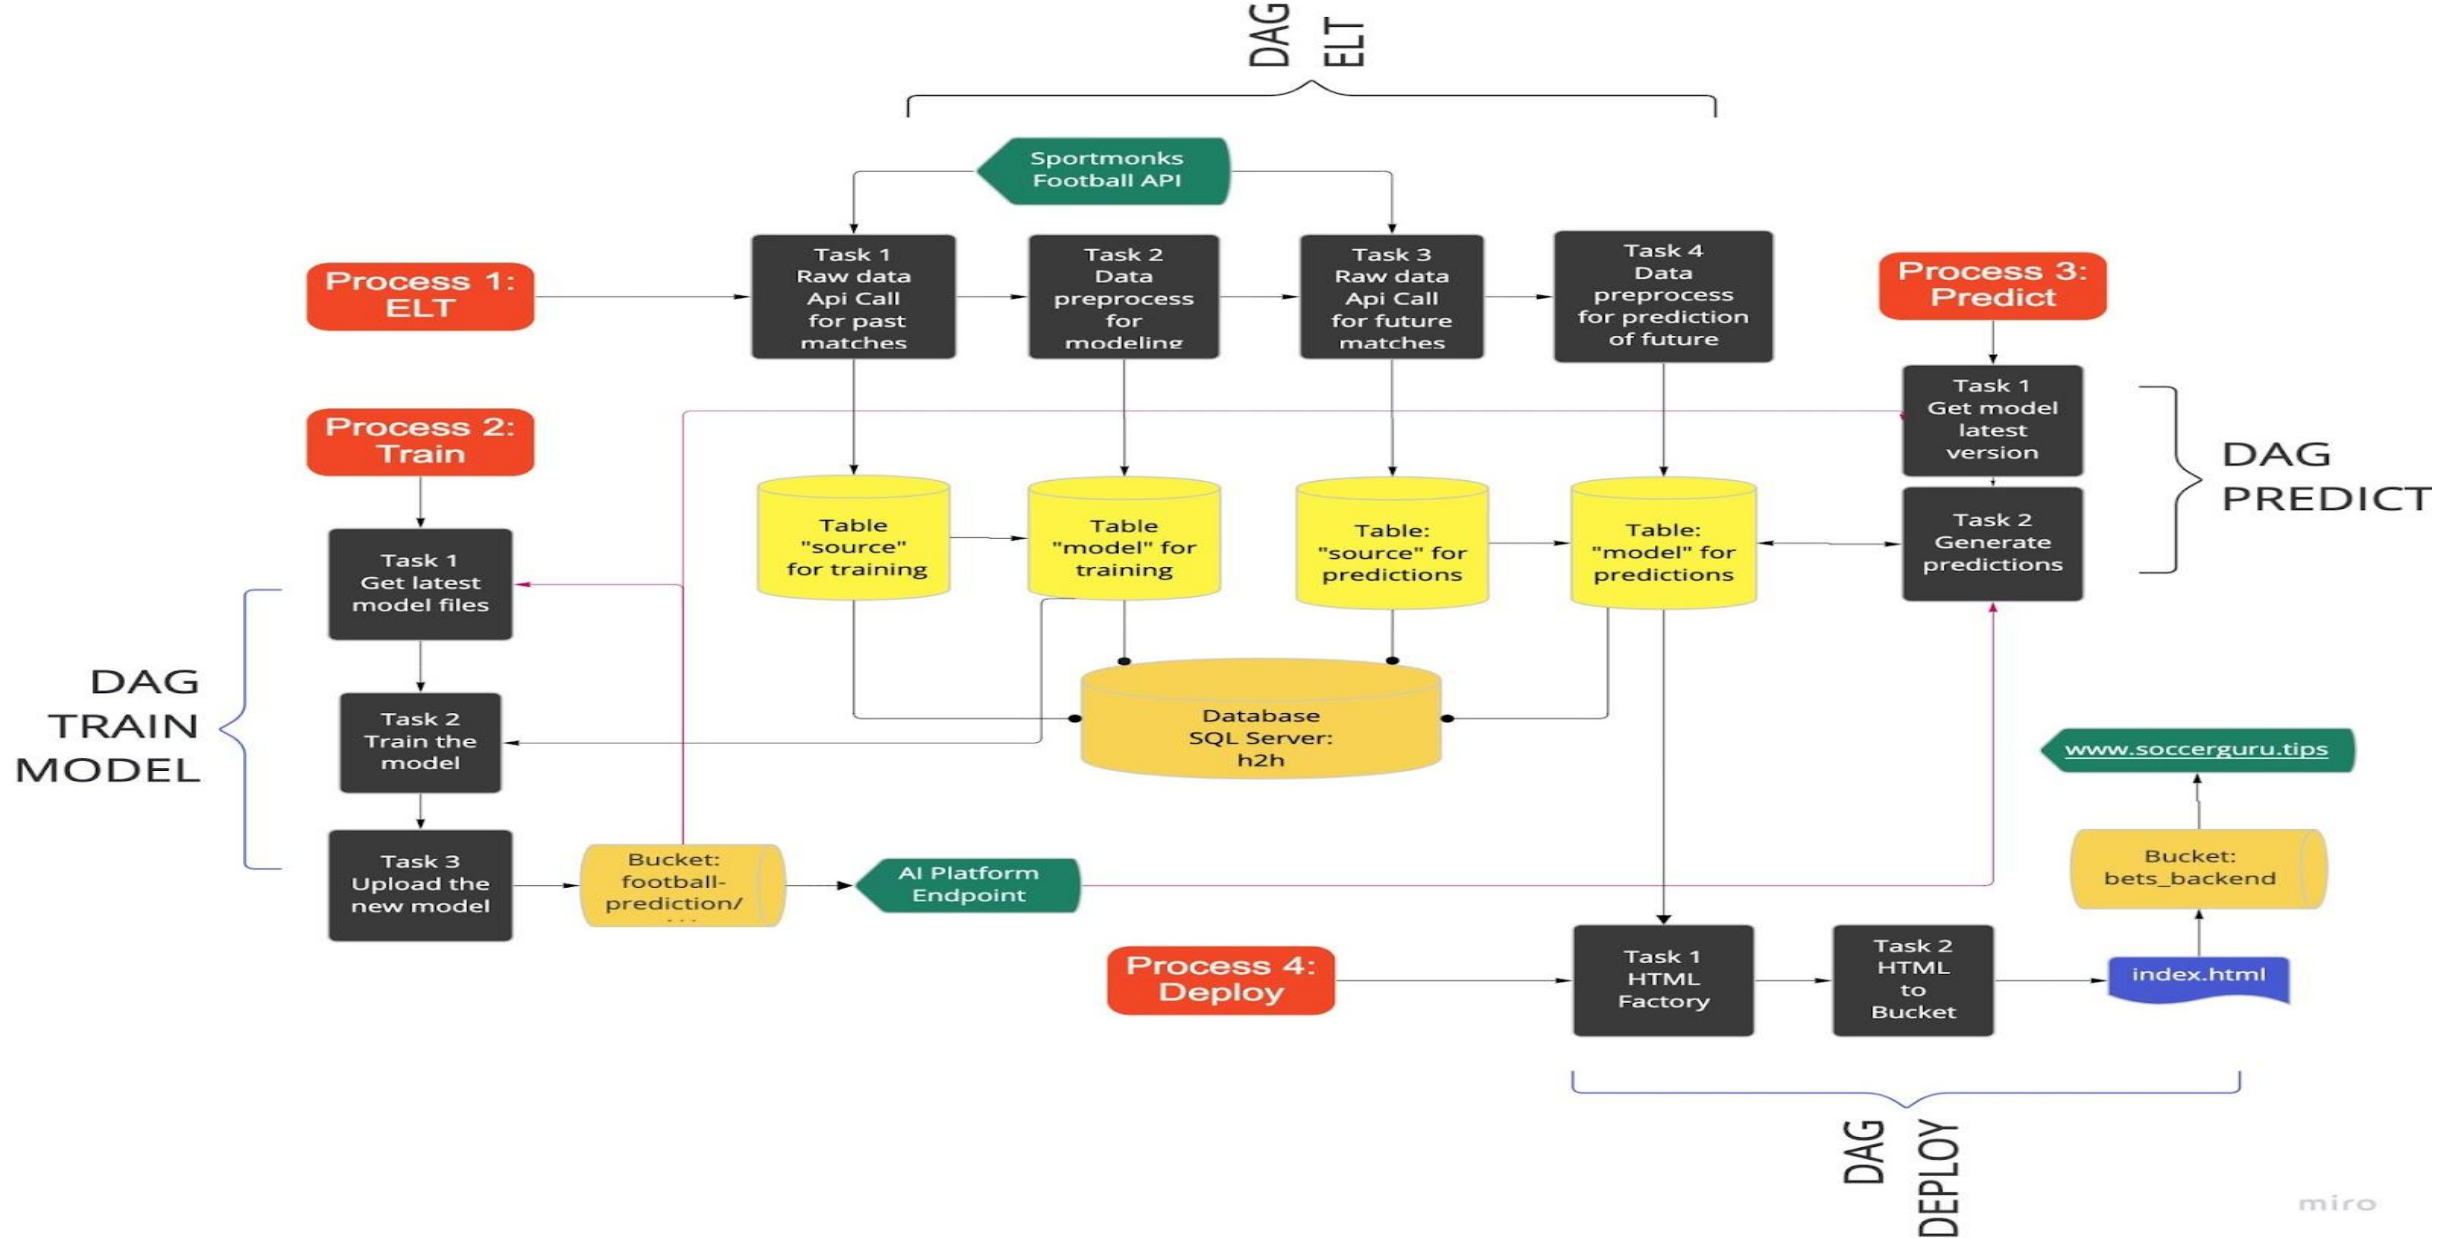 DAG
ELT
Sportmonks
Football API
Process 1:
ELT
Task 1
Raw data
Api Call
for past
matches
Task 2
Data
preprocess
for
modeling
Task 3
Raw data
Api Call
for future
matches
Task 4
Data
preprocess
for prediction
of future
Process 3:
Predict
Task 1
Get model
latest
version
Task 2
Generate
predictions
DAG
PREDICT
Process 2:
Train
Task 1
Get latest
model files
Task 2
Train the
model
Task 3
Upload the
new model
DAG
TRAIN
MODEL
Table
"source"
for training
Table
"model" for
training
Table:
"source" for
predictions
Table:
"model" for
predictions
Database
SQL Server:
h2h
Bucket:
football-
prediction/
...
AI Platform
Endpoint
www.soccerguru.tips
Bucket:
bets_backend
index.html
Process 4:
Deploy
Task 1
HTML
Factory
Task 2
HTML
to
Bucket
DAG
DEPLOY
miro